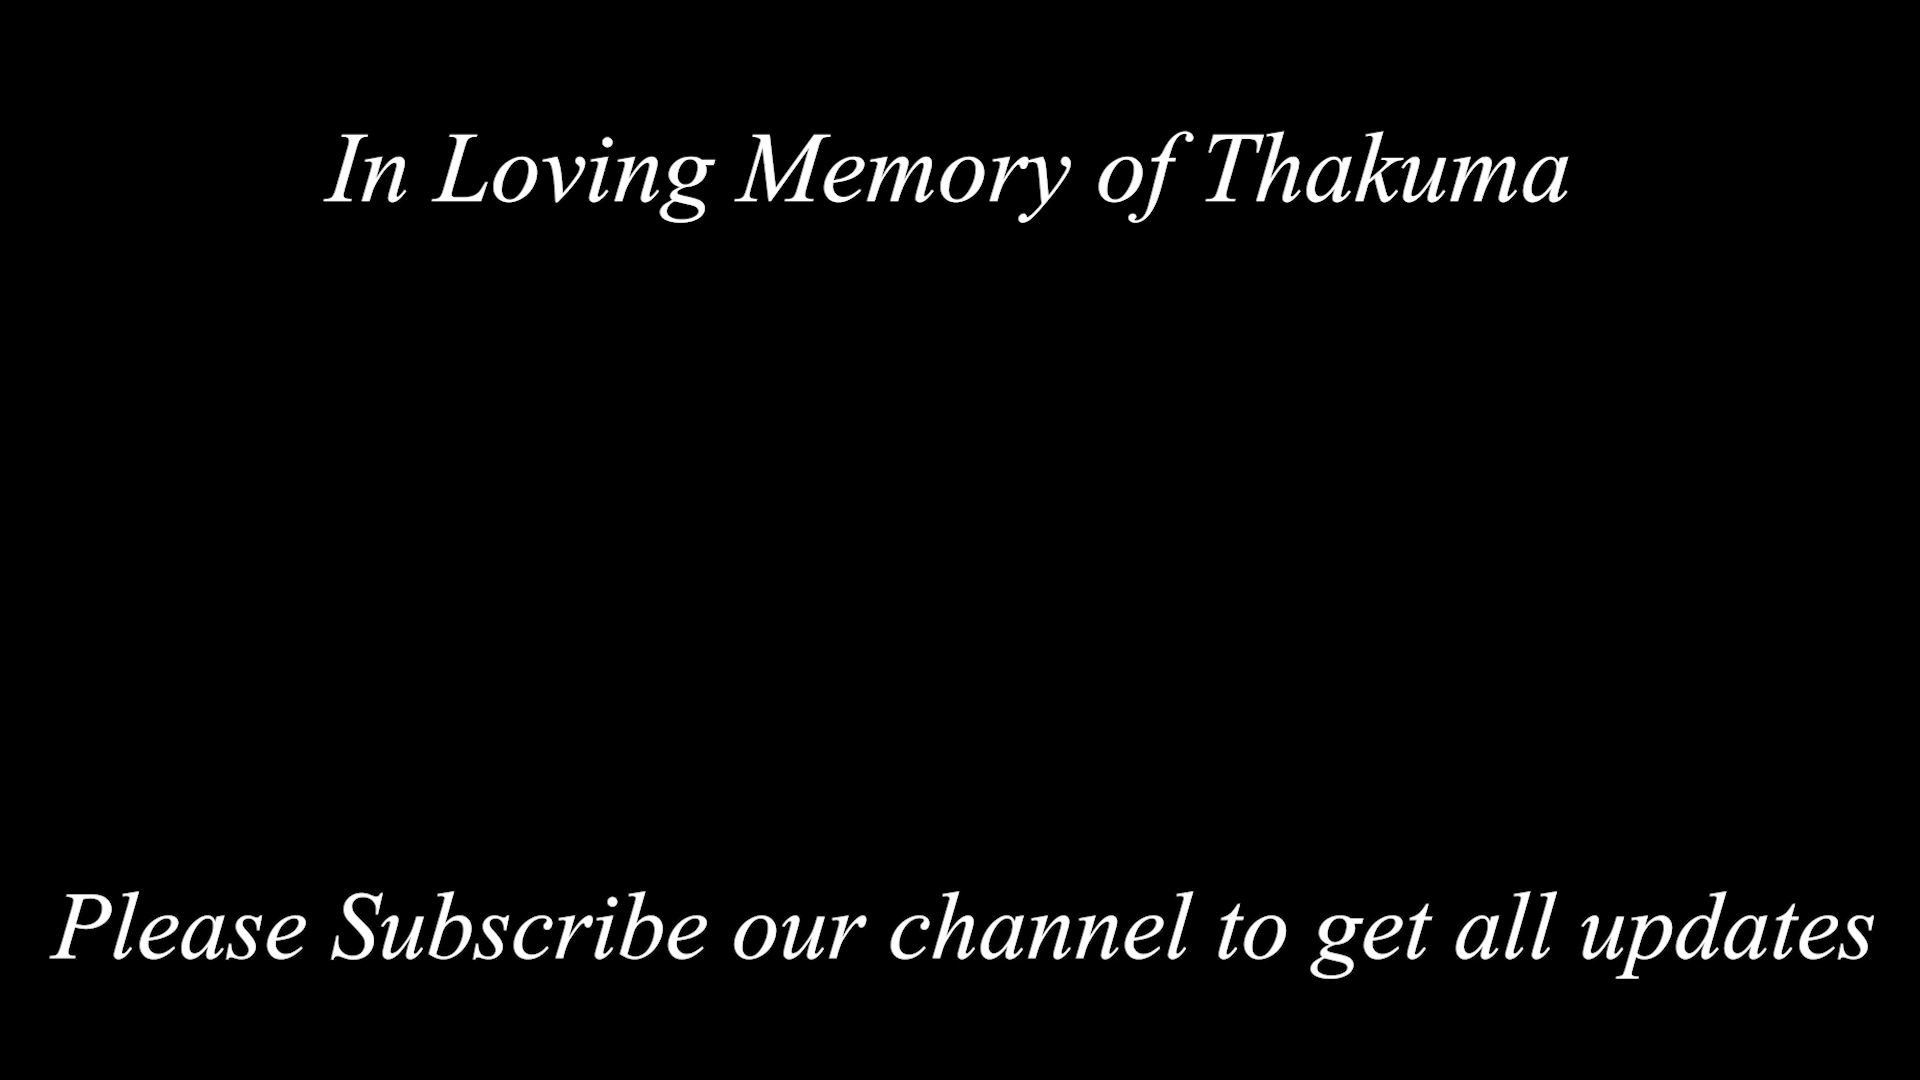 In Loving Memory of Thakuma
Please Subscribe our channel to get all updates